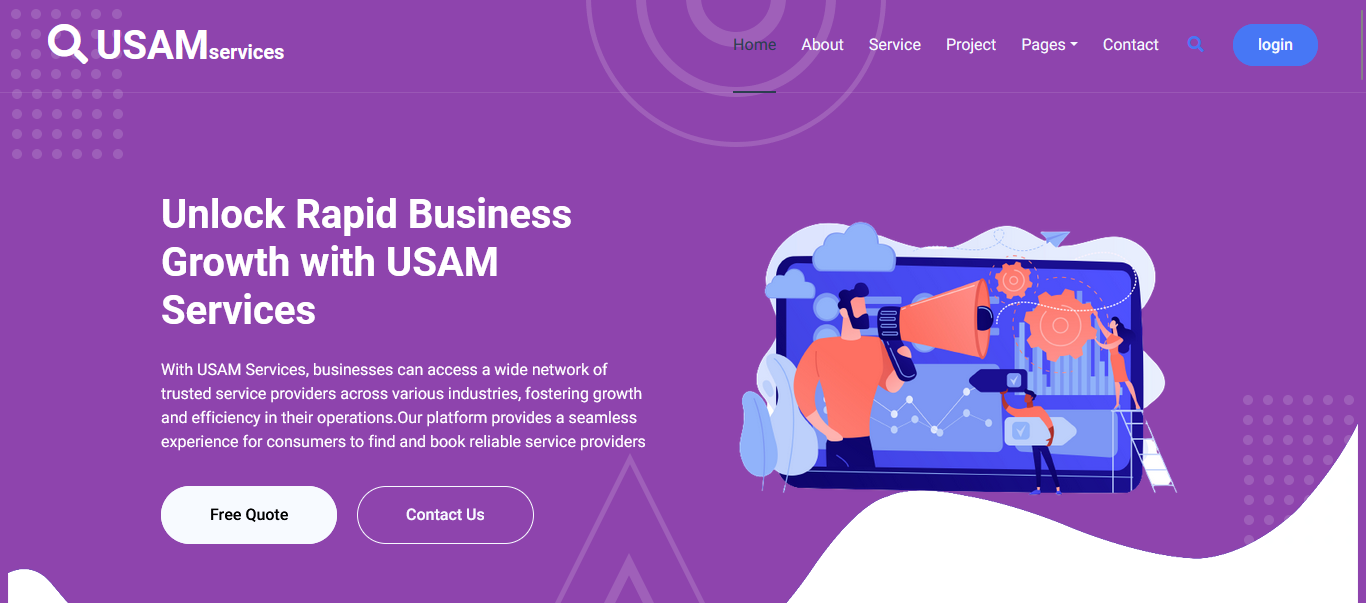 USAMservices
Home About Service Project Pages Contact login
Unlock Rapid Business
Growth with USAM
Services
With USAM Services, businesses can access a wide network of
trusted service providers across various industries, fostering growth
and efficiency in their operations.Our platform provides a seamless
experience for consumers to find and book reliable service providers
Free Quote Contact Us